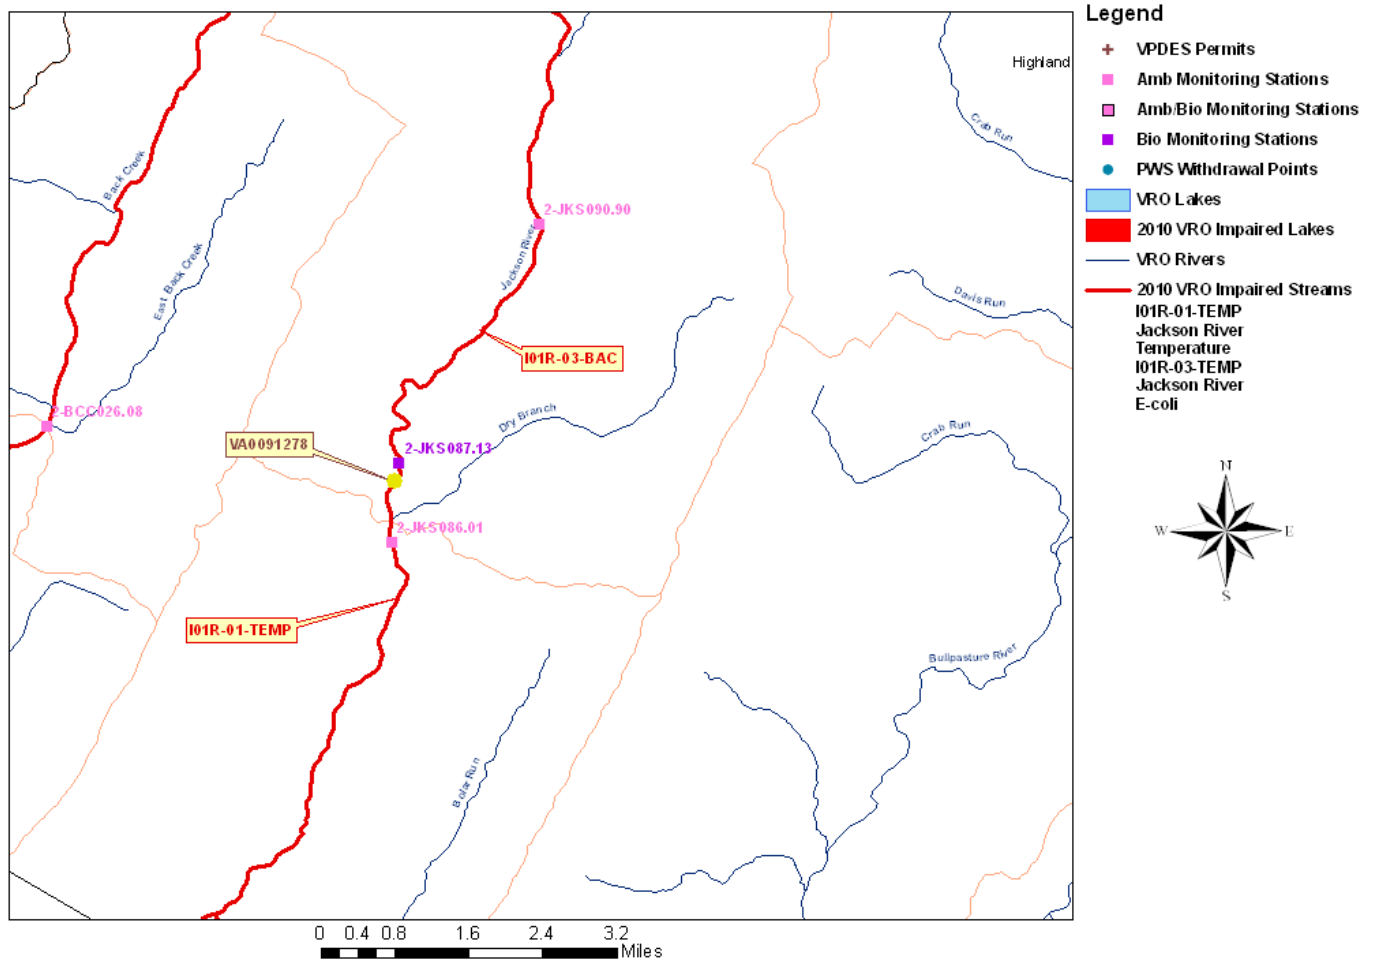 Legend
VPDES Permits
Amb Monitoring Stations
Amb/Bio Monitoring Stations
Bio Monitoring Stations
PWS Withdrawal Points
VRO Lakes
2010 VRO Impaired Lakes
VRO Rivers
2010 VRO Impaired Streams
I01R-01-TEMP
Jackson River
Temperature
I01R-03-TEMP
Jackson River
E-coli
Highland
Crab Run
Back Creek
2-JKS090.90
Jackson River
East Back Creek
Davis Run
I01R-03-BAC
2-BCC026.08
Dry Branch
Crab Run
VA0091278
2-JKS087.13
2-JKS086.01
I01R-01-TEMP
Bullpasture River
Bolar Run
N
W
E
S
0 0.4 0.8 1.6 2.4 3.2
Miles